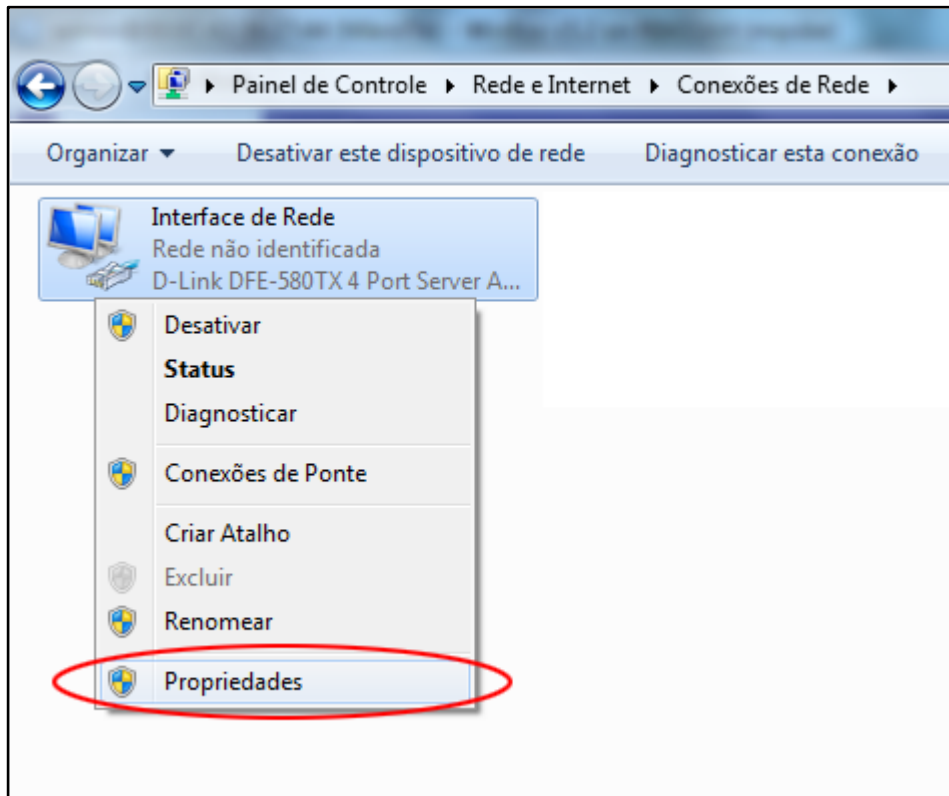 Painel de Controle Rede e Internet Conexões de Rede
Organizar Desativar este dispositivo de rede Diagnosticar esta conexão
Interface de Rede
Rede não identificada
D-Link DFE-580TX 4 Port Server A...
Desativar
Status
Diagnosticar
Conexões de Ponte
Criar Atalho
Excluir
Renomear
Propriedades